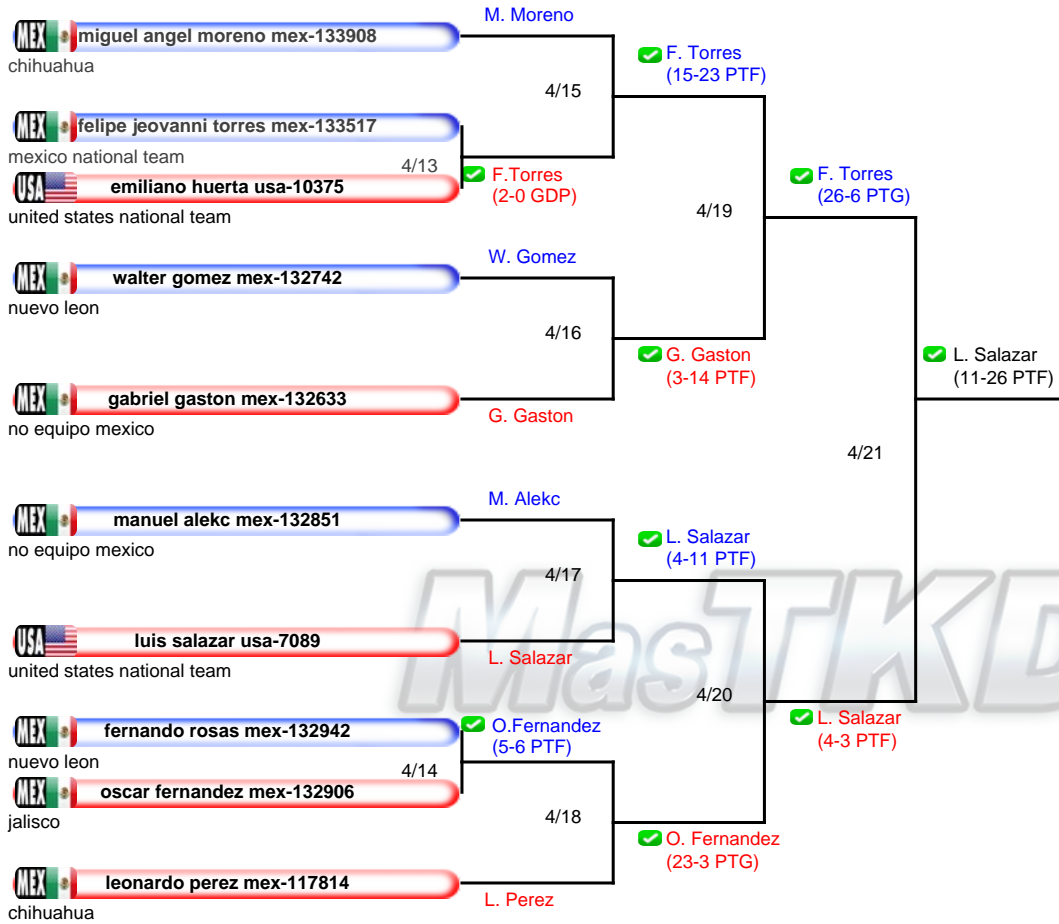 M. Moreno
MEX miguel angel moreno mex-133908
chihuahua
F. Torres
(15-23 PTF)
4/15
MEX felipe jeovanni torres mex-133517
mexico national team
4/13
F.Torres
(2-0 GDP)
USA emiliano huerta usa-10375
united states national team
F. Torres
(26-6 PTG)
4/19
W. Gomez
MEX walter gomez mex-132742
nuevo leon
4/16
G. Gaston
(3-14 PTF)
L. Salazar
(11-26 PTF)
MEX gabriel gaston mex-132633
no equipo mexico
G. Gaston
4/21
M. Alekc
MEX manuel alekc mex-132851
no equipo mexico
L. Salazar
(4-11 PTF)
4/17
MasTKD
USA luis salazar usa-7089
united states national team
L. Salazar
4/20
L. Salazar
(4-3 PTF)
MEX fernando rosas mex-132942
nuevo leon
O.Fernandez
(5-6 PTF)
4/14
MEX oscar fernandez mex-132906
jalisco
4/18
O. Fernandez
(23-3 PTG)
MEX leonardo perez mex-117814
chihuahua
L. Perez